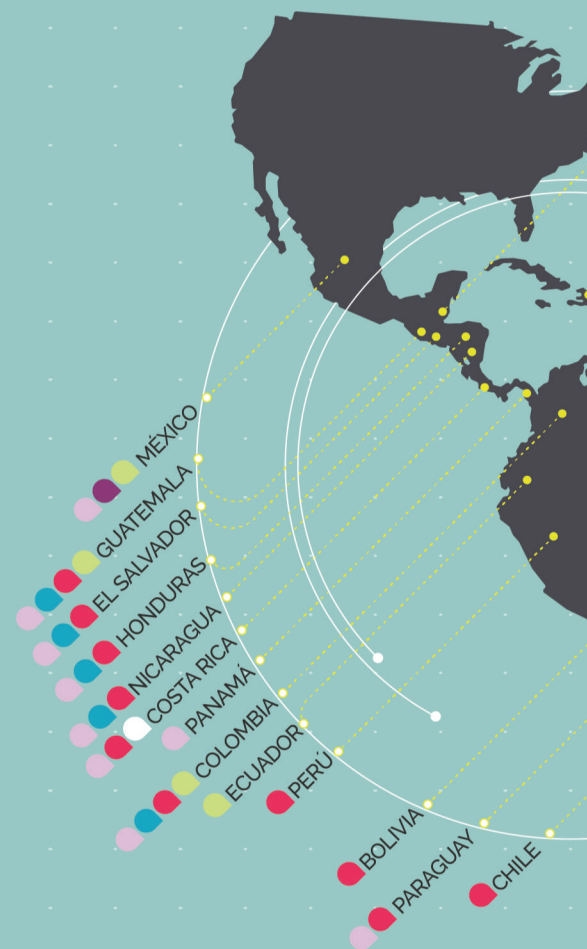 MÉXICO
GUATEMALA
EL SALVADOR
HONDURAS
NICARAGUA
COSTA RICA
PANAMÁ
COLOMBIA
ECUADOR
PERÚ
BOLIVIA
PARAGUAY
CHILE